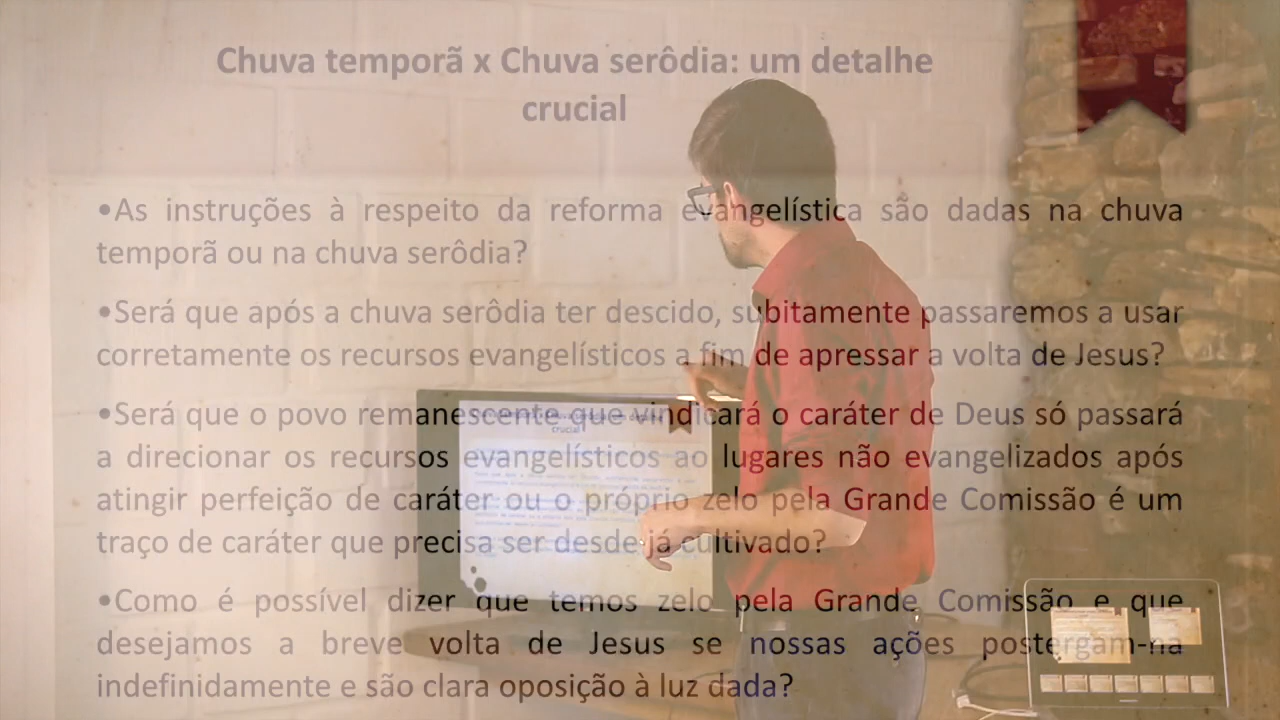 Chuva temporã x Chuva serôdia: um detalhe
crucial
•As instruções à respeito da reforma evangelística são dadas na chuva
temporã ou na chuva serôdia?
•Será que após a chuva serôdia ter descido, subitamente passaremos a usar
corretamente os recursos evangelísticos a fim de apressar a volta de Jesus?
•Será que o povo remanescente que vindicará o caráter de Deus só passará
a direcionar os recursos evangelísticos ao lugares não evangelizados após
atingir perfeição de caráter ou o próprio zelo pela Grande Comissão é um
traço de caráter que precisa ser desde já cultivado?
•Como é possível dizer que temos zelo pela Grande Comissão e que
desejamos a breve volta de Jesus se nossas ações postergam-na
indefinidamente e são clara oposição à luz dada?